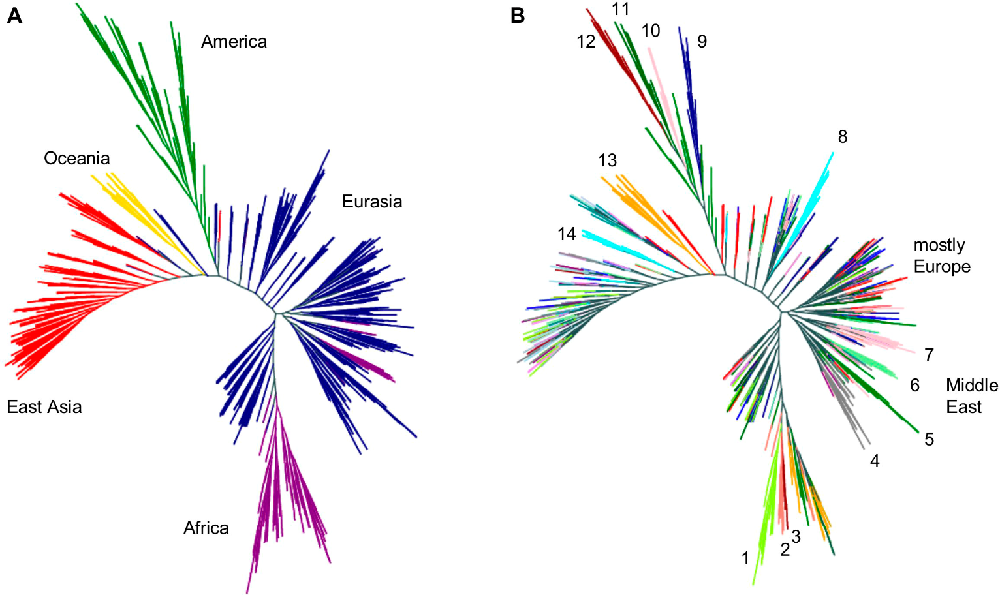 A
America
Oceania
Eurasia
East Asia
Africa
B
11
12
10
9
8
13
14
mostly
Europe
7
6
Middle
East
5
4
3
2
1